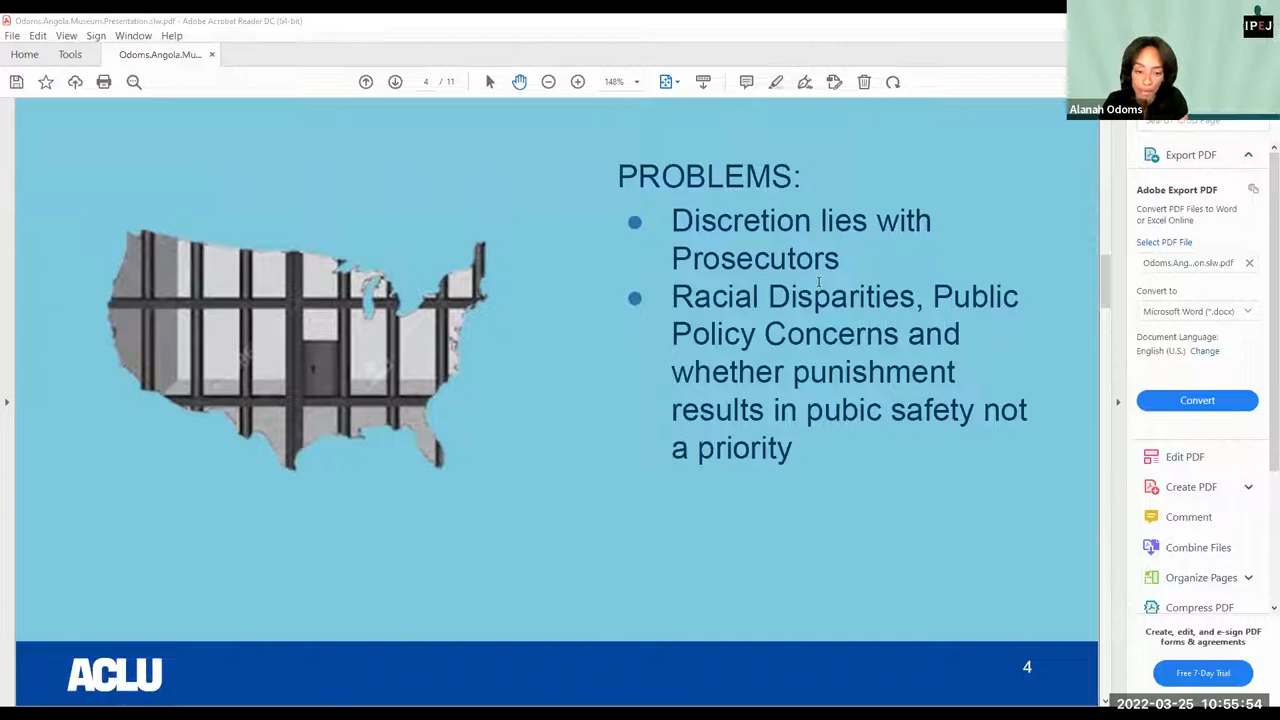 Odoms.Angola.Museum.Presentation.slw.pdf - Adobe Acrobat Reader DC (64-bit)
File Edit View Sign Window Help
Home Tools Odoms.Angola.Mu... ×
4 / 11 148%
IPEJ
Alanah Odoms
PROBLEMS:
Discretion lies with
Prosecutors
Racial Disparities, Public
Policy Concerns and
whether punishment
results in pubic safety not
a priority
ACLU
4
Export PDF
Adobe Export PDF
Convert PDF Files to Word
or Excel Online
Select PDF File
Odoms.Ang...on.slw.pdf
Convert to
Microsoft Word (*.docx)
Document Language:
English (U.S.) Change
Convert
Edit PDF
Create PDF
Comment
Combine Files
Organize Pages
Compress PDF
Create, edit, and e-sign PDF
forms & agreements
Free 7-Day Trial
2022-03-25 10:55:54